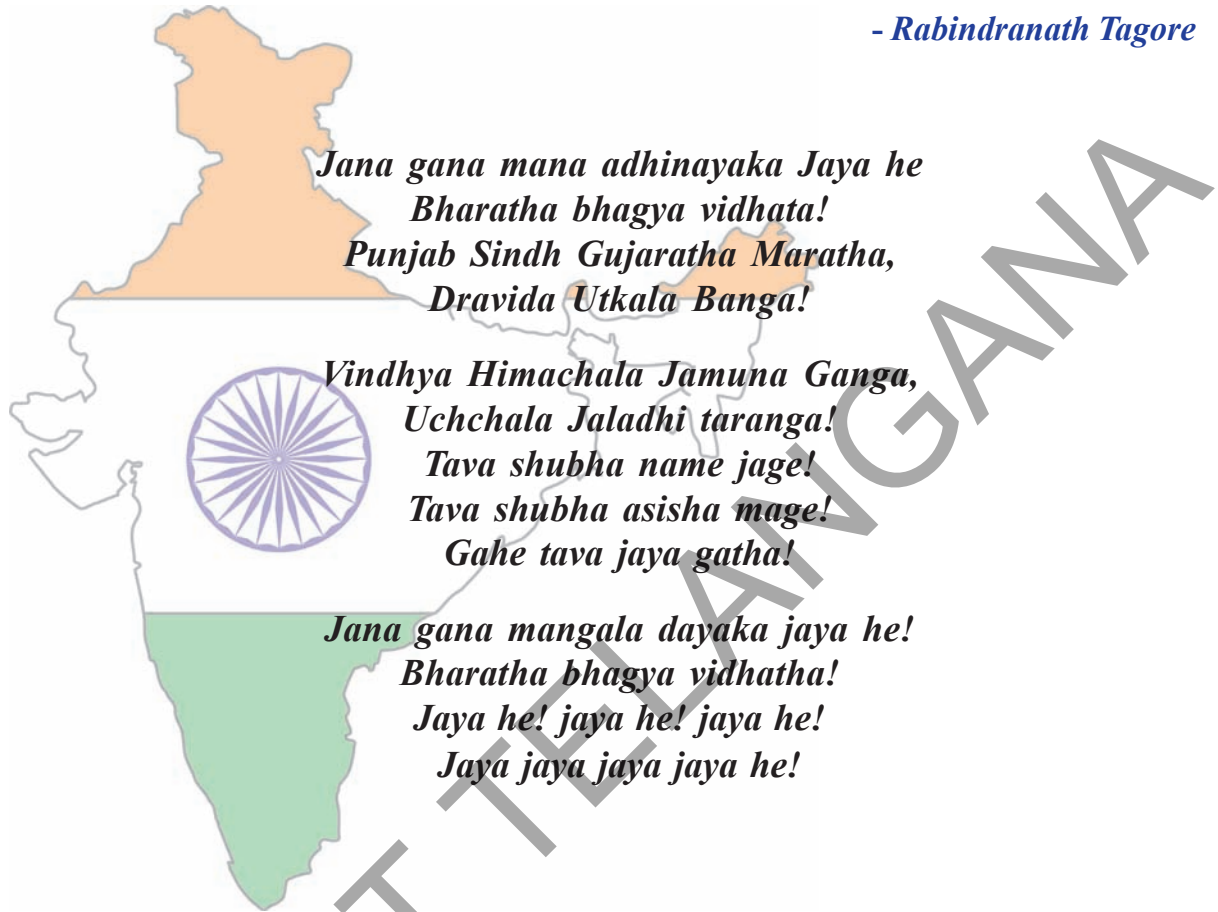 - Rabindranath Tagore
Jana gana mana adhinayaka Jaya he
Bharatha bhagya vidhata!
Punjab Sindh Gujaratha Maratha,
Dravida Utkala Banga!
Vindhya Himachala Jamuna Ganga,
Uchchala Jaladhi taranga!
Tava shubha name jage!
Tava shubha asisha mage!
Gahe tava jaya gatha!
Jana gana mangala dayaka jaya he!
Bharatha bhagya vidhatha!
Jaya he! jaya he! jaya he!
Jaya jaya jaya jaya he!
T TELANGANA